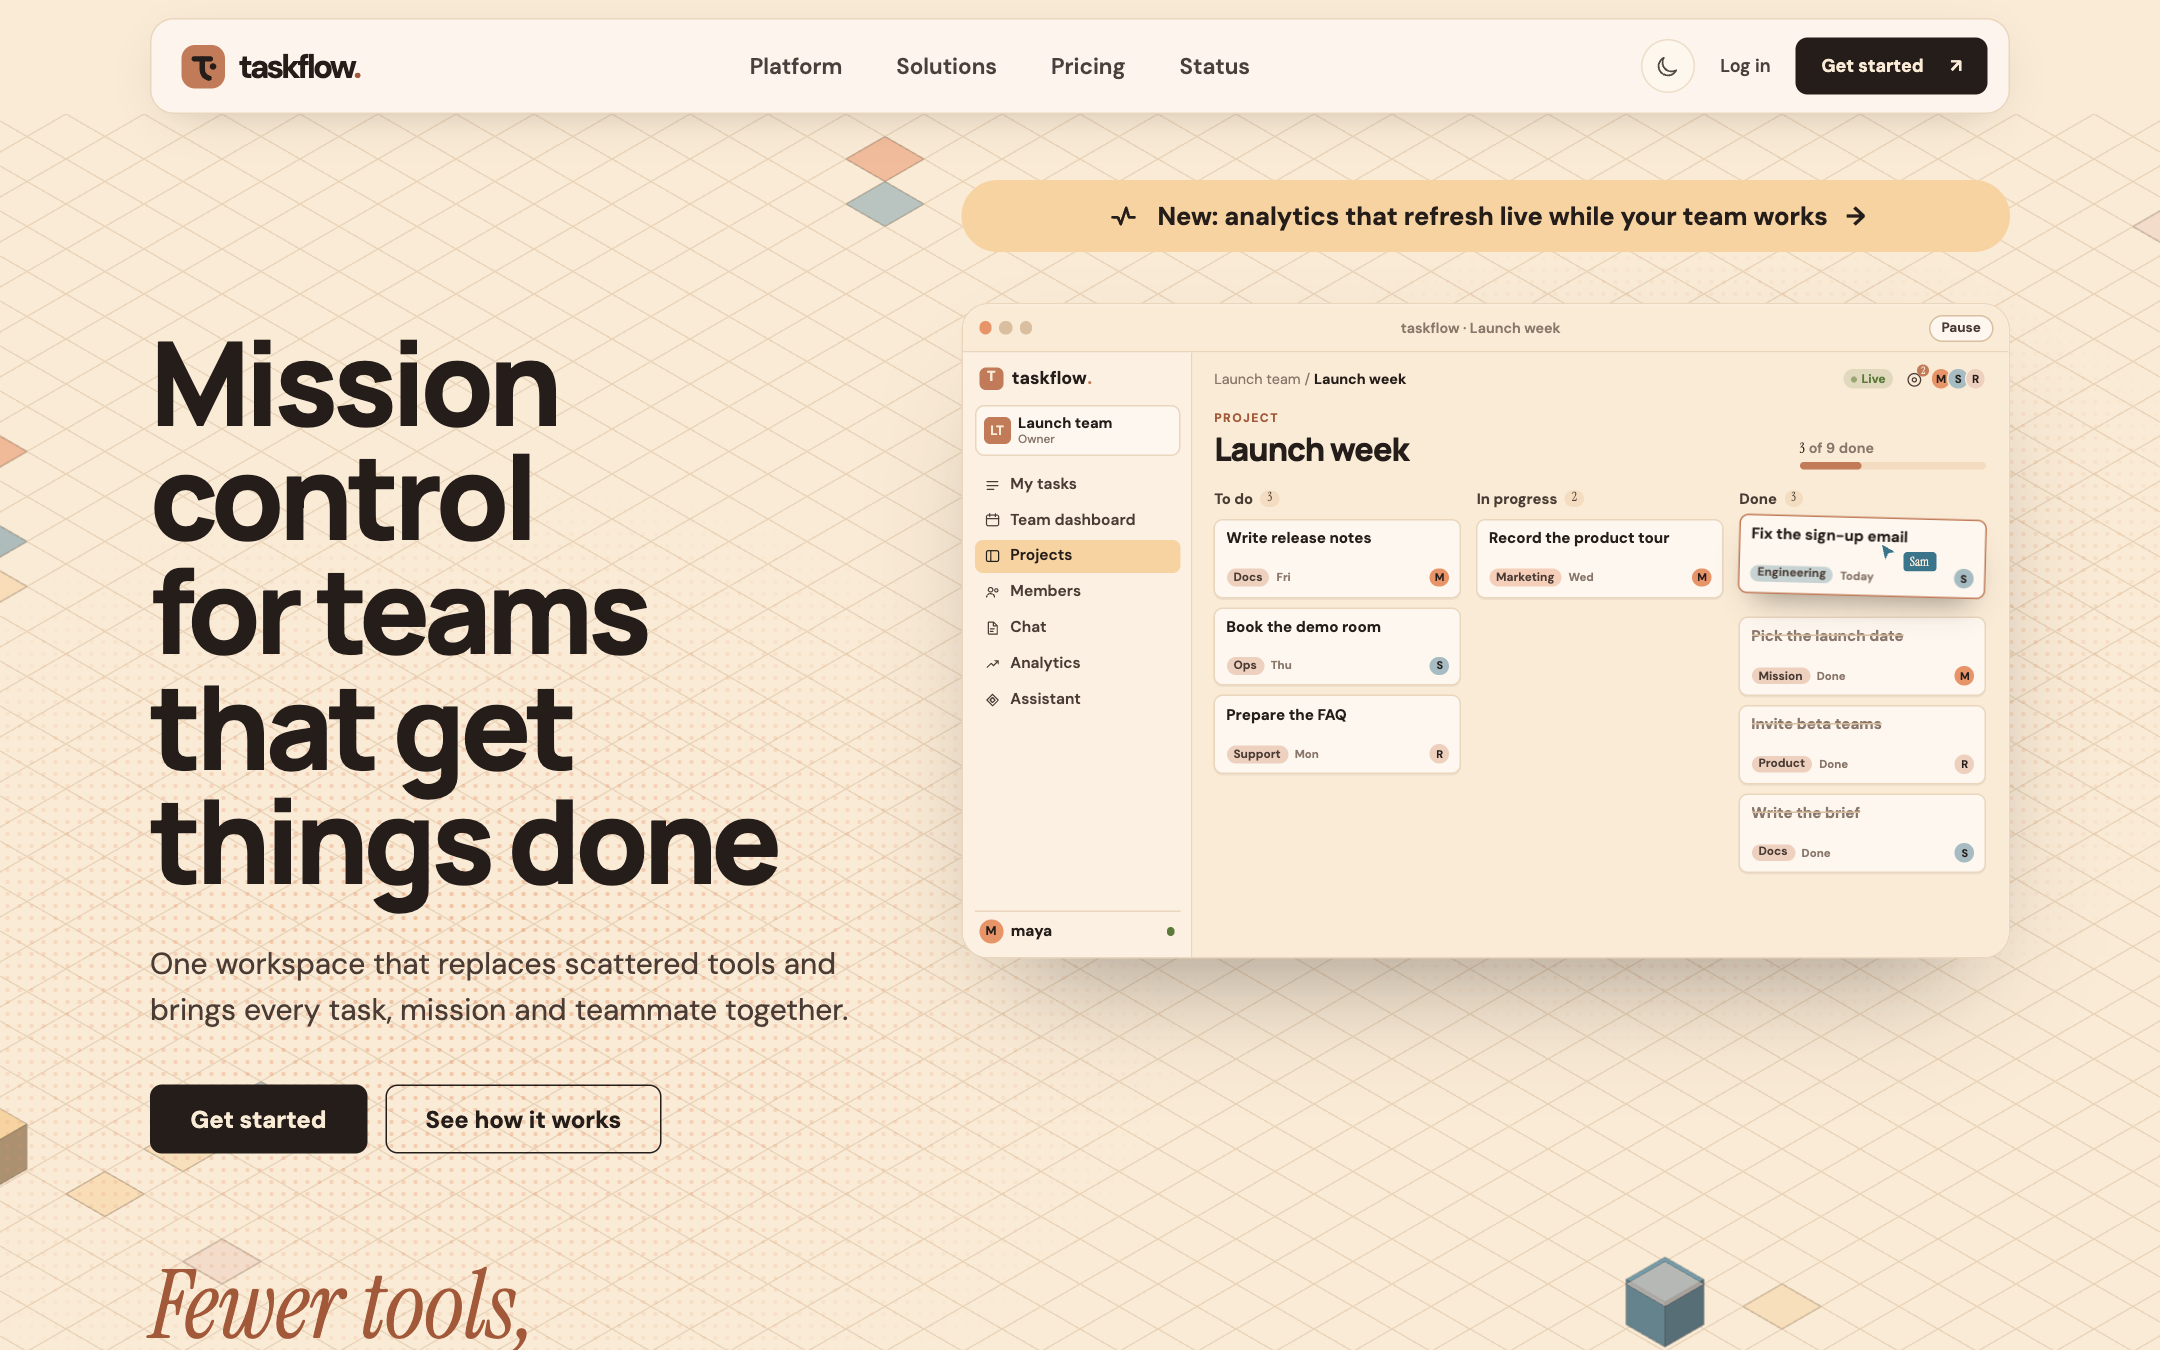 taskflow.
Platform Solutions Pricing Status
Log in Get started
New: analytics that refresh live while your team works
Mission
control
for teams
that get
things done
One workspace that replaces scattered tools and
brings every task, mission and teammate together.
Get started See how it works
Fewer tools,
taskflow · Launch week
Pause
T taskflow.
LT Launch team
Owner
My tasks
Team dashboard
Projects
Members
Chat
Analytics
Assistant
M maya
Launch team / Launch week
Live 2 M S R
PROJECT
Launch week
3 of 9 done
To do 3
Write release notes
Docs Fri M
Book the demo room
Ops Thu S
Prepare the FAQ
Support Mon R
In progress 2
Record the product tour
Marketing Wed M
Done 3
Fix the sign-up email
Sam
Engineering Today S
Pick the launch date
Mission Done M
Invite beta teams
Product Done R
Write the brief
Docs Done S